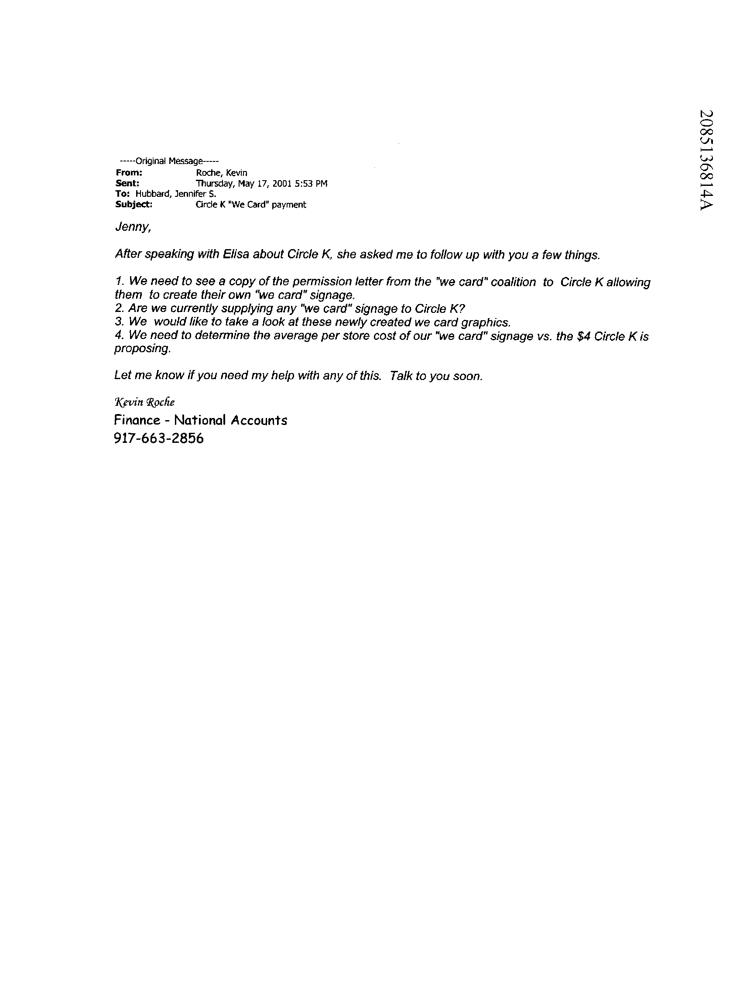 -----Original Message-----
From: Roche, Kevin
Sent: Thursday, May 17, 2001 5:53 PM
To: Hubbard, Jennifer S.
Subject: Circle K "We Card" payment
Jenny,
After speaking with Elisa about Circle K, she asked me to follow up with you a few things.
1. We need to see a copy of the permission letter from the "we card" coalition to Circle K allowing
them to create their own "we card" signage.
2. Are we currently supplying any "we card" signage to Circle K?
3. We would like to take a look at these newly created we card graphics.
4. We need to determine the average per store cost of our "we card" signage vs. the $4 Circle K is
proposing.
Let me know if you need my help with any of this. Talk to you soon.
Kevin Roche
Finance - National Accounts
917-663-2856
2085136814A